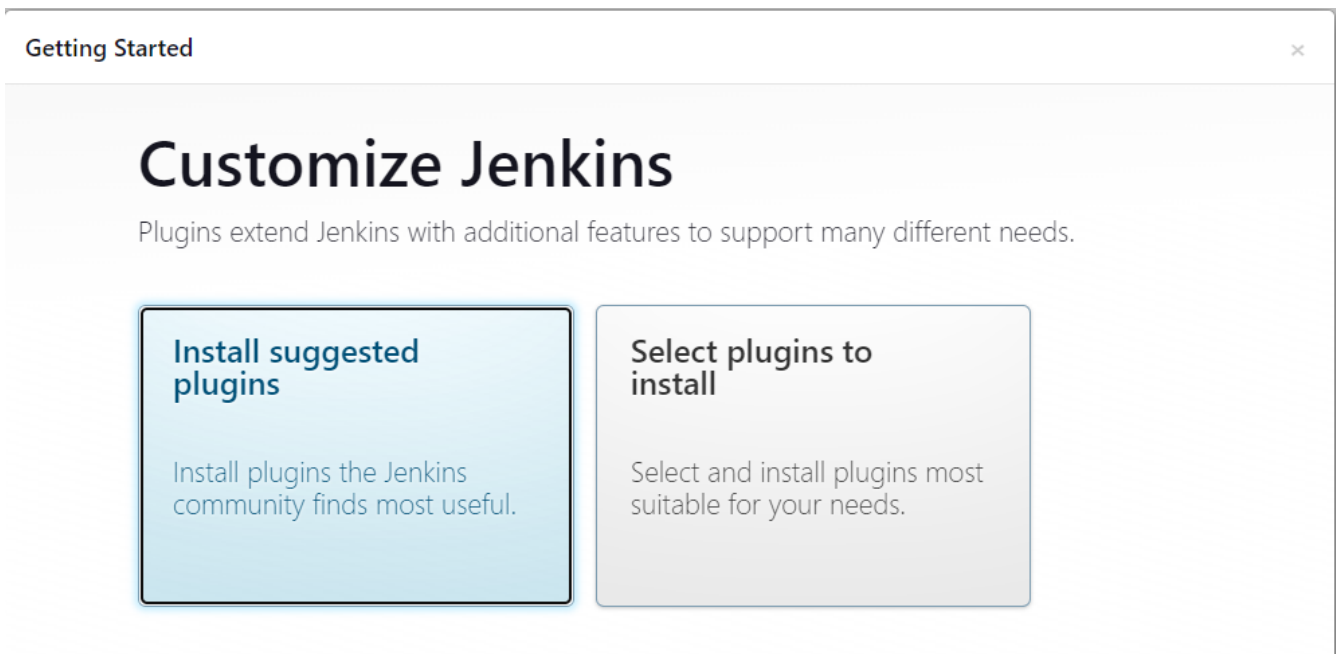 Getting Started
×
Customize Jenkins
Plugins extend Jenkins with additional features to support many different needs.
Install suggested
plugins
Install plugins the Jenkins
community finds most useful.
Select plugins to
install
Select and install plugins most
suitable for your needs.